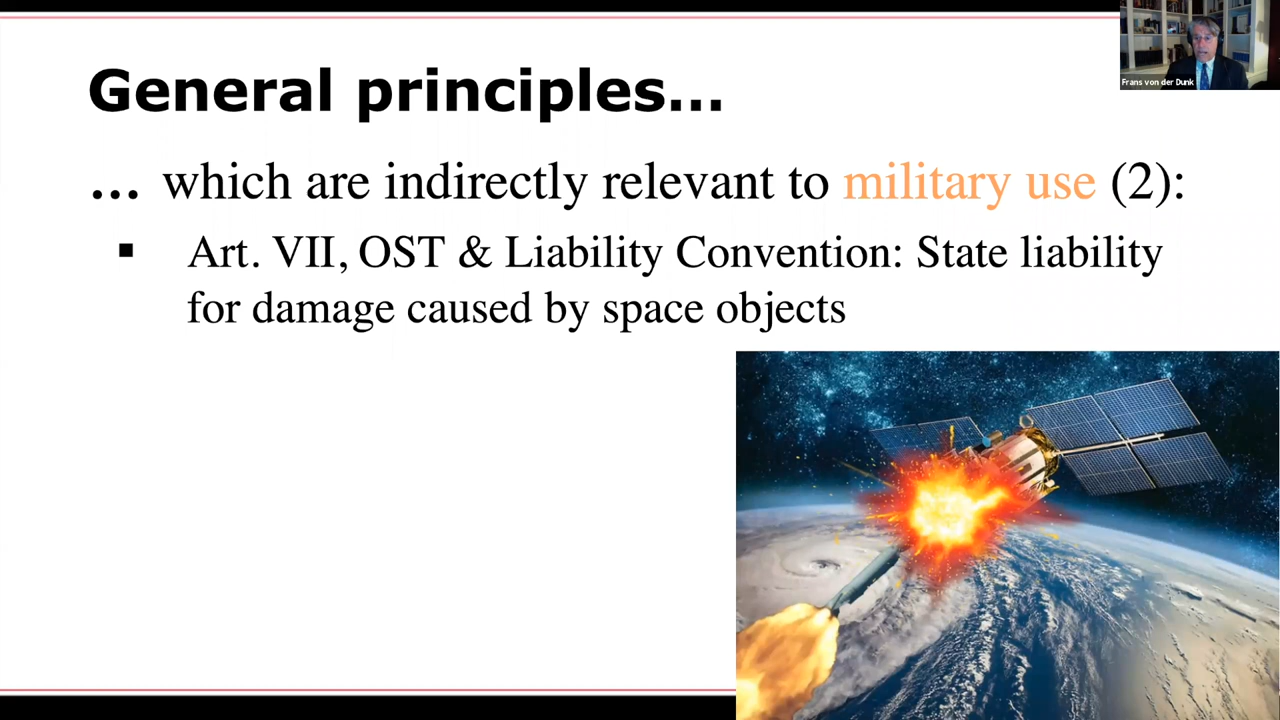 General principles...
... which are indirectly relevant to military use (2):
▪ Art. VII, OST & Liability Convention: State liability
for damage caused by space objects
Frans von der Dunk